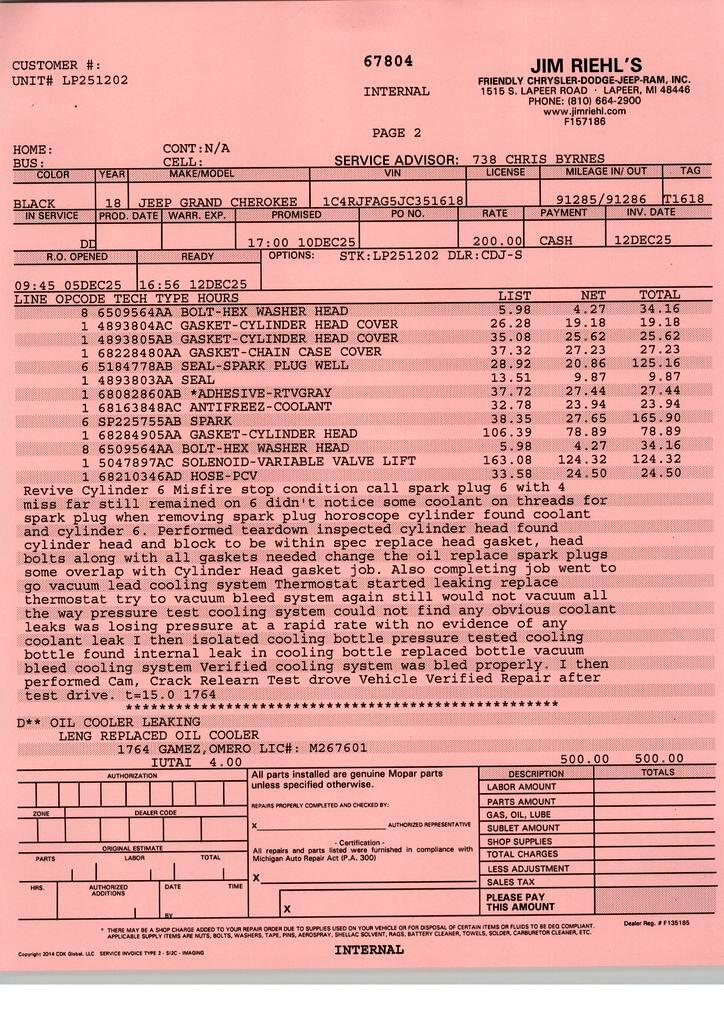 67804
CUSTOMER #:
UNIT# LP251202
INTERNAL
JIM RIEHL'S
FRIENDLY CHRYSLER-DODGE-JEEP-RAM, INC.
1515 S. LAPEER ROAD · LAPEER, MI 48446
PHONE: (810) 664-2900
www.jimriehl.com
F157186
PAGE 2
HOME: CONT:N/A
BUS: CELL: SERVICE ADVISOR: 738 CHRIS BYRNES
COLOR YEAR MAKE/MODEL VIN LICENSE MILEAGE IN/ OUT TAG
BLACK 18 JEEP GRAND CHEROKEE 1C4RJFAG5JC351618 91285/91286 T1618
IN SERVICE PROD. DATE WARR. EXP. PROMISED PO NO. RATE PAYMENT INV. DATE
DD 17:00 10DEC25 200.00 CASH 12DEC25
R.O. OPENED READY OPTIONS: STK:LP251202 DLR:CDJ-S
09:45 05DEC25 16:56 12DEC25
LINE OPCODE TECH TYPE HOURS LIST NET TOTAL
8 6509564AA BOLT-HEX WASHER HEAD 5.98 4.27 34.16
1 4893804AC GASKET-CYLINDER HEAD COVER 26.28 19.18 19.18
1 4893805AB GASKET-CYLINDER HEAD COVER 35.08 25.62 25.62
1 68228480AA GASKET-CHAIN CASE COVER 37.32 27.23 27.23
6 5184778AB SEAL-SPARK PLUG WELL 28.92 20.86 125.16
1 4893803AA SEAL 13.51 9.87 9.87
1 68082860AB *ADHESIVE-RTVGRAY 37.72 27.44 27.44
1 68163848AC ANTIFREEZ-COOLANT 32.78 23.94 23.94
6 SP225755AB SPARK 38.35 27.65 165.90
1 68284905AA GASKET-CYLINDER HEAD 106.39 78.89 78.89
8 6509564AA BOLT-HEX WASHER HEAD 5.98 4.27 34.16
1 5047897AC SOLENOID-VARIABLE VALVE LIFT 163.08 124.32 124.32
1 68210346AD HOSE-PCV 33.58 24.50 24.50
Revive Cylinder 6 Misfire stop condition call spark plug 6 with 4
miss far still remained on 6 didn't notice some coolant on threads for
spark plug when removing spark plug horoscope cylinder found coolant
and cylinder 6. Performed teardown inspected cylinder head found
cylinder head and block to be within spec replace head gasket, head
bolts along with all gaskets needed change the oil replace spark plugs
some overlap with Cylinder Head gasket job. Also completing job went to
go vacuum lead cooling system Thermostat started leaking replace
thermostat try to vacuum bleed system again still would not vacuum all
the way pressure test cooling system could not find any obvious coolant
leaks was losing pressure at a rapid rate with no evidence of any
coolant leak I then isolated cooling bottle pressure tested cooling
bottle found internal leak in cooling bottle replaced bottle vacuum
bleed cooling system Verified cooling system was bled properly. I then
performed Cam, Crack Relearn Test drove Vehicle Verified Repair after
test drive. t=15.0 1764
****************************************************
D** OIL COOLER LEAKING
LENG REPLACED OIL COOLER
1764 GAMEZ,OMERO LIC#: M267601
IUTAI 4.00 500.00 500.00
AUTHORIZATION
ZONE DEALER CODE
ORIGINAL ESTIMATE
PARTS LABOR TOTAL
HRS. AUTHORIZED ADDITIONS DATE TIME
BY
All parts installed are genuine Mopar parts
unless specified otherwise.
REPAIRS PROPERLY COMPLETED AND CHECKED BY:
X AUTHORIZED REPRESENTATIVE
- Certification -
All repairs and parts listed were furnished in compliance with
Michigan Auto Repair Act (P.A. 300)
X
X
DESCRIPTION TOTALS
LABOR AMOUNT
PARTS AMOUNT
GAS, OIL, LUBE
SUBLET AMOUNT
SHOP SUPPLIES
TOTAL CHARGES
LESS ADJUSTMENT
SALES TAX
PLEASE PAY
THIS AMOUNT
* THERE MAY BE A SHOP CHARGE ADDED TO YOUR REPAIR ORDER DUE TO SUPPLIES USED ON YOUR VEHICLE OR FOR DISPOSAL OF CERTAIN ITEMS OR FLUIDS TO BE DEQ COMPLIANT.
APPLICABLE SUPPLY ITEMS ARE NUTS, BOLTS, WASHERS, TAPE, PINS, AEROSPRAY, SHELLAC SOLVENT, RAGS, BATTERY CLEANER, TOWELS, SOLDER, CARBURETOR CLEANER, ETC.
Dealer Reg. # F135185
Copyright 2014 CDK Global, LLC SERVICE INVOICE TYPE 2 - SI2C - IMAGING
INTERNAL